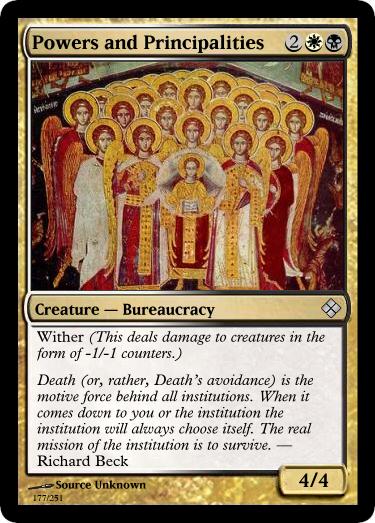 Powers and Principalities 2
Creature — Bureaucracy
Wither (This deals damage to creatures in the
form of -1/-1 counters.)
Death (or, rather, Death's avoidance) is the
motive force behind all institutions. When it
comes down to you or the institution the
institution will always choose itself. The real
mission of the institution is to survive. —
Richard Beck
4/4
Source Unknown
177/251